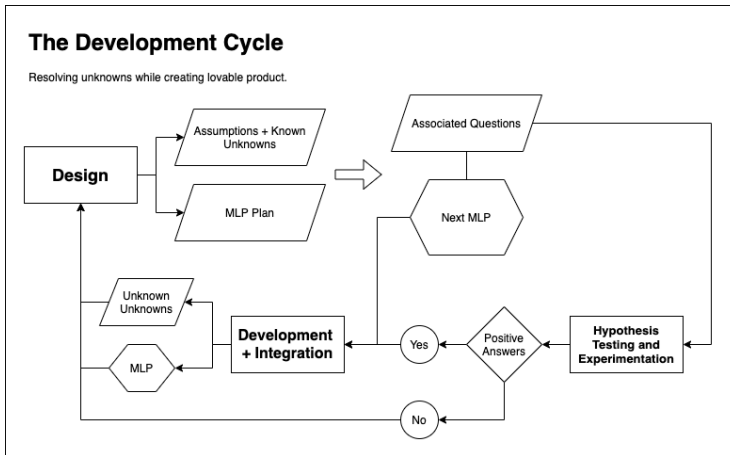 The Development Cycle
Resolving unknowns while creating lovable product.
Associated Questions
Assumptions + Known
Unknowns
Design
MLP Plan
Next MLP
Unknown
Unknowns
Development
+ Integration
Yes
Positive
Answers
Hypothesis
Testing and
Experimentation
MLP
No